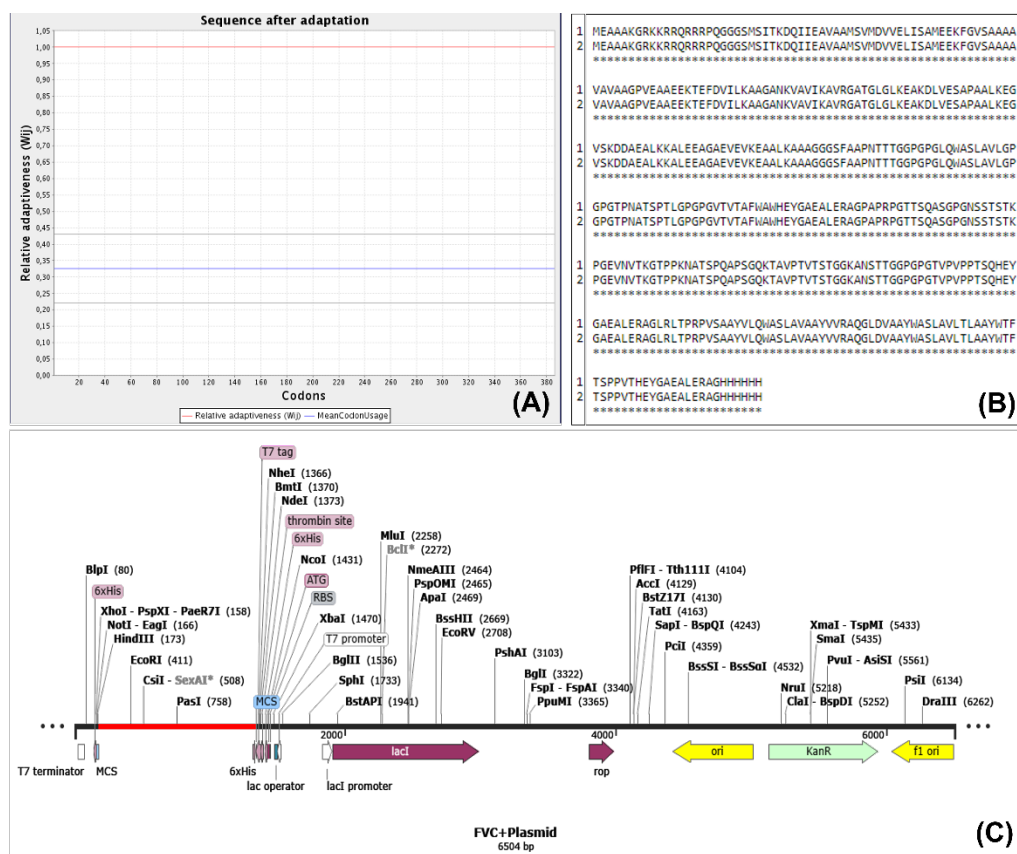 Sequence after adaptation
1,05
1,00
0,95
0,90
0,85
0,80
0,75
0,70
0,65
0,60
0,55
0,50
0,45
0,40
0,35
0,30
0,25
0,20
0,15
0,10
0,05
0,00
Relative adaptiveness (Wij)
20 40 60 80 100 120 140 160 180 200 220 240 260 280 300 320 340 360 380
Codons
Relative adaptiveness (Wij) MeanCodonUsage
(A)
1 MEAAAKGRKKRRQRRRPQGGGSMSITKDQIIEAVAAMSVMDVVELISAMEEKFGVSAAAA
2 MEAAAKGRKKRRQRRRPQGGGSMSITKDQIIEAVAAMSVMDVVELISAMEEKFGVSAAAA
************************************************************
1 VAVAAGPVEAAEEKTEFDVILKAAGANKVAVIKAVRGATGLGLKEAKDLVESAPAALKEG
2 VAVAAGPVEAAEEKTEFDVILKAAGANKVAVIKAVRGATGLGLKEAKDLVESAPAALKEG
************************************************************
1 VSKDDAEALKKALEEAGAEVEVKEAALKAAAGGGSFAAPNTTTGGPGPGLQWASLAVLGP
2 VSKDDAEALKKALEEAGAEVEVKEAALKAAAGGGSFAAPNTTTGGPGPGLQWASLAVLGP
************************************************************
1 GPGTPNATSPTLGPGPGVTVTAFWAWHEYGAEALERAGPAPRPGTTSQASGPGNSSTSTK
2 GPGTPNATSPTLGPGPGVTVTAFWAWHEYGAEALERAGPAPRPGTTSQASGPGNSSTSTK
************************************************************
1 PGEVNVTKGTPPKNATSPQAPSGQKTAVPTVTSTGGKANSTTGGPGPGTVPVPPTSQHEY
2 PGEVNVTKGTPPKNATSPQAPSGQKTAVPTVTSTGGKANSTTGGPGPGTVPVPPTSQHEY
************************************************************
1 GAEALERAGLRLTPRPVSAAYVLQWASLAVAAYVVRAQGLDVAAYWASLAVLTLAAYWTF
2 GAEALERAGLRLTPRPVSAAYVLQWASLAVAAYVVRAQGLDVAAYWASLAVLTLAAYWTF
************************************************************
1 TSPPVTHEYGAEALERAGHHHHHH
2 TSPPVTHEYGAEALERAGHHHHHH
************************
(B)
T7 tag
NheI (1366)
BmtI (1370)
NdeI (1373)
thrombin site
6xHis
NcoI (1431)
ATG
RBS
XbaI (1470)
T7 promoter
BglII (1536)
SphI (1733)
BstAPI (1941)
MCS
BlpI (80)
6xHis
XhoI - PspXI - PaeR7I (158)
NotI - EagI (166)
HindIII (173)
EcoRI (411)
CsiI - SexAI* (508)
PasI (758)
MluI (2258)
BclI* (2272)
NmeAIII (2464)
PspOMI (2465)
ApaI (2469)
BssHII (2669)
EcoRV (2708)
PshAI (3103)
BglI (3322)
FspI - FspAI (3340)
PpuMI (3365)
PflFI - Tth111I (4104)
AccI (4129)
BstZ17I (4130)
TatI (4163)
SapI - BspQI (4243)
PciI (4359)
BssSI - BssSαI (4532)
XmaI - TspMI (5433)
SmaI (5435)
PvuI - AsiSI (5561)
NruI (5218)
ClaI - BspDI (5252)
PsiI (6134)
DraIII (6262)
2000 4000 6000
T7 terminator
MCS
6xHis
lac operator
lacI promoter
lacI
rop
ori
KanR
f1 ori
FVC+Plasmid
6504 bp
(C)